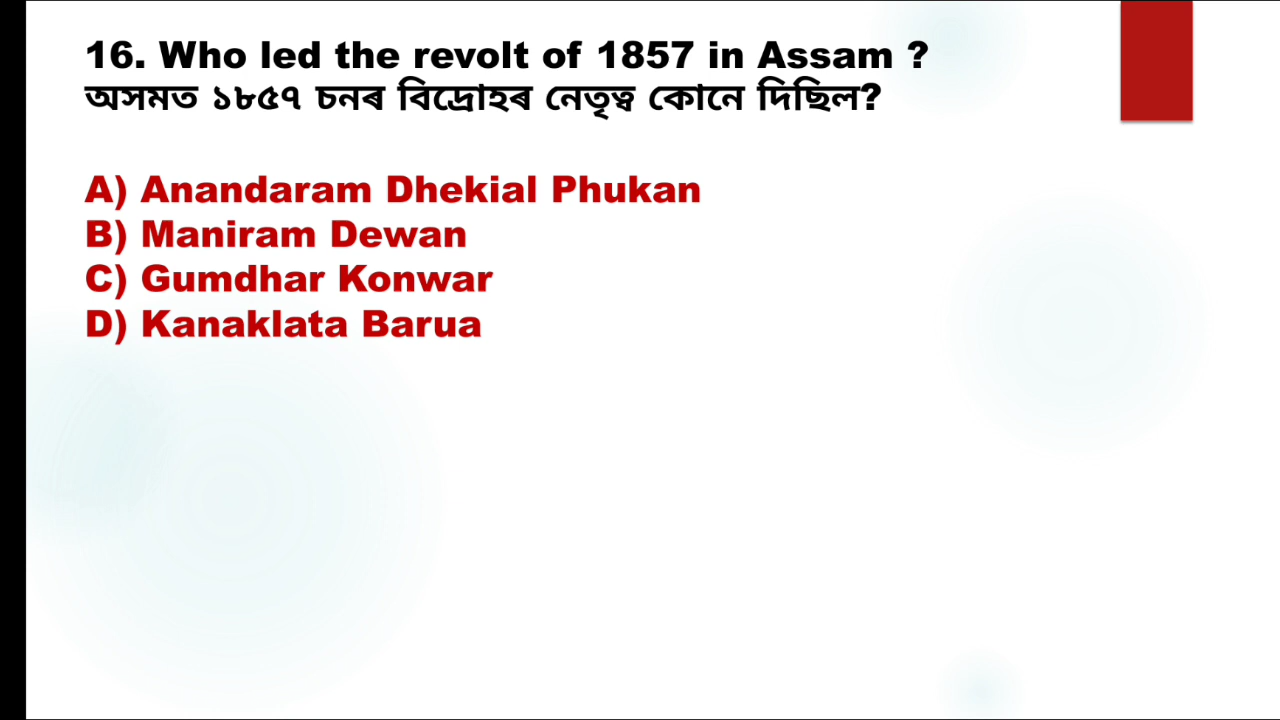 16. Who led the revolt of 1857 in Assam ?
অসমত ১৮৫৭ চনৰ বিদ্ৰোহৰ নেতৃত্ব কোনে দিছিল?
A) Anandaram Dhekial Phukan
B) Maniram Dewan
C) Gumdhar Konwar
D) Kanaklata Barua